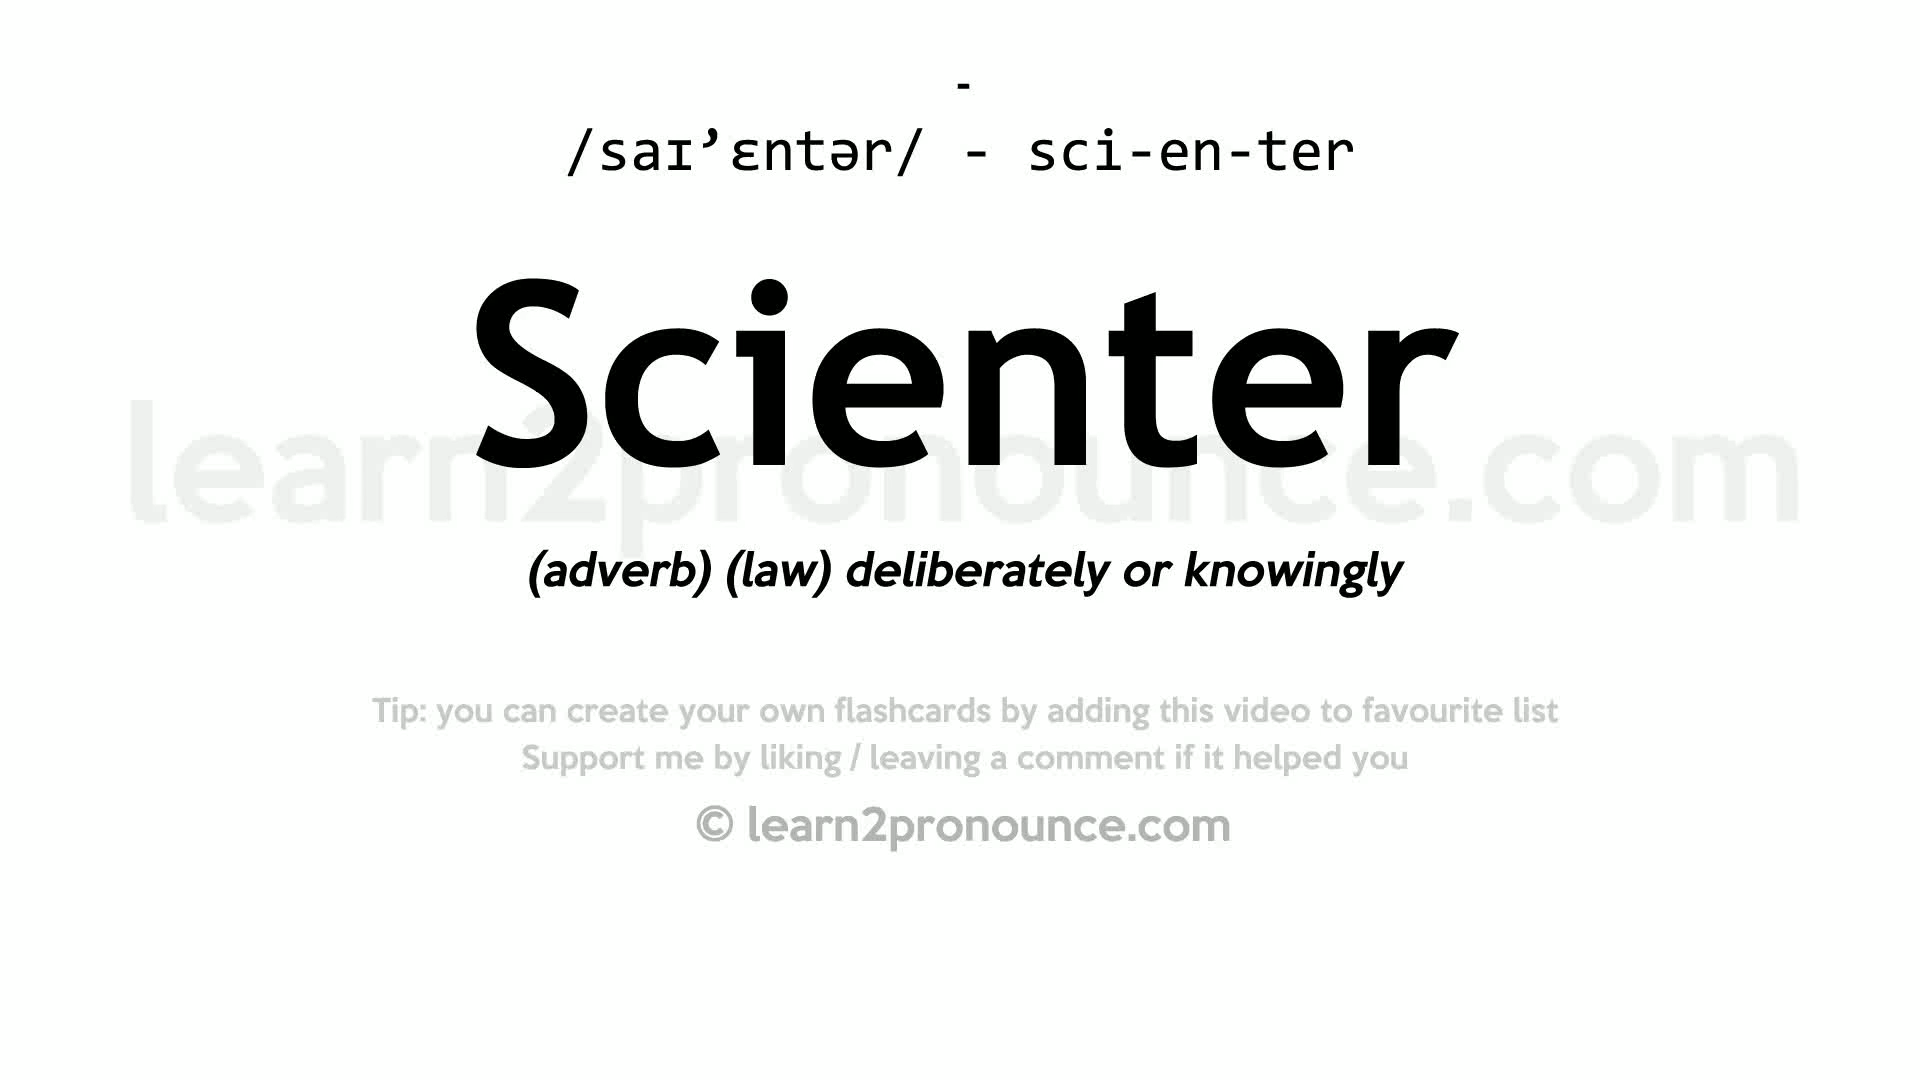 -
/saɪ’ɛntər/ - sci-en-ter
Scienter
learn2pronounce.com
(adverb) (law) deliberately or knowingly
Tip: you can create your own flashcards by adding this video to favourite list
Support me by liking / leaving a comment if it helped you
© learn2pronounce.com